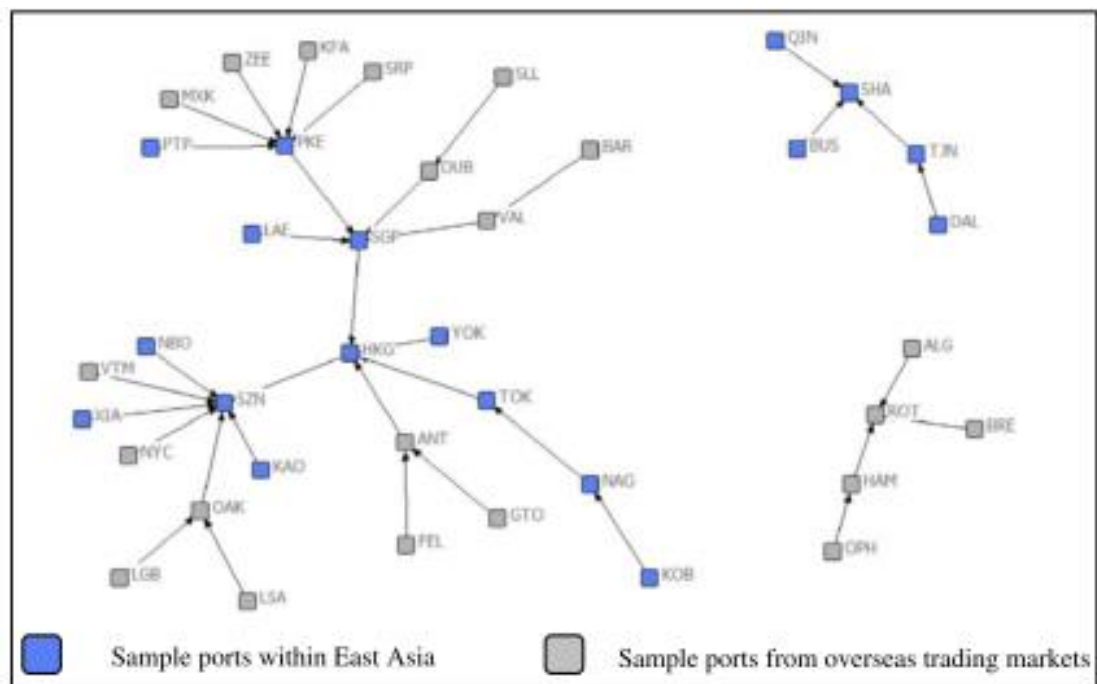 KFA
QIN
ZEE
SRP
SLL
SHA
MXK
PTP
PKE
BAR
BUS
TJN
DUB
VAL
DAL
LAE
SGP
YOK
NBO
HKG
ALG
VTM
SZN
TOK
XIA
ROT
BRE
ANT
NYC
KAO
NAG
HAM
OAK
GTO
FEL
OPH
LGB
KOB
LSA
Sample ports within East Asia
Sample ports from overseas trading markets